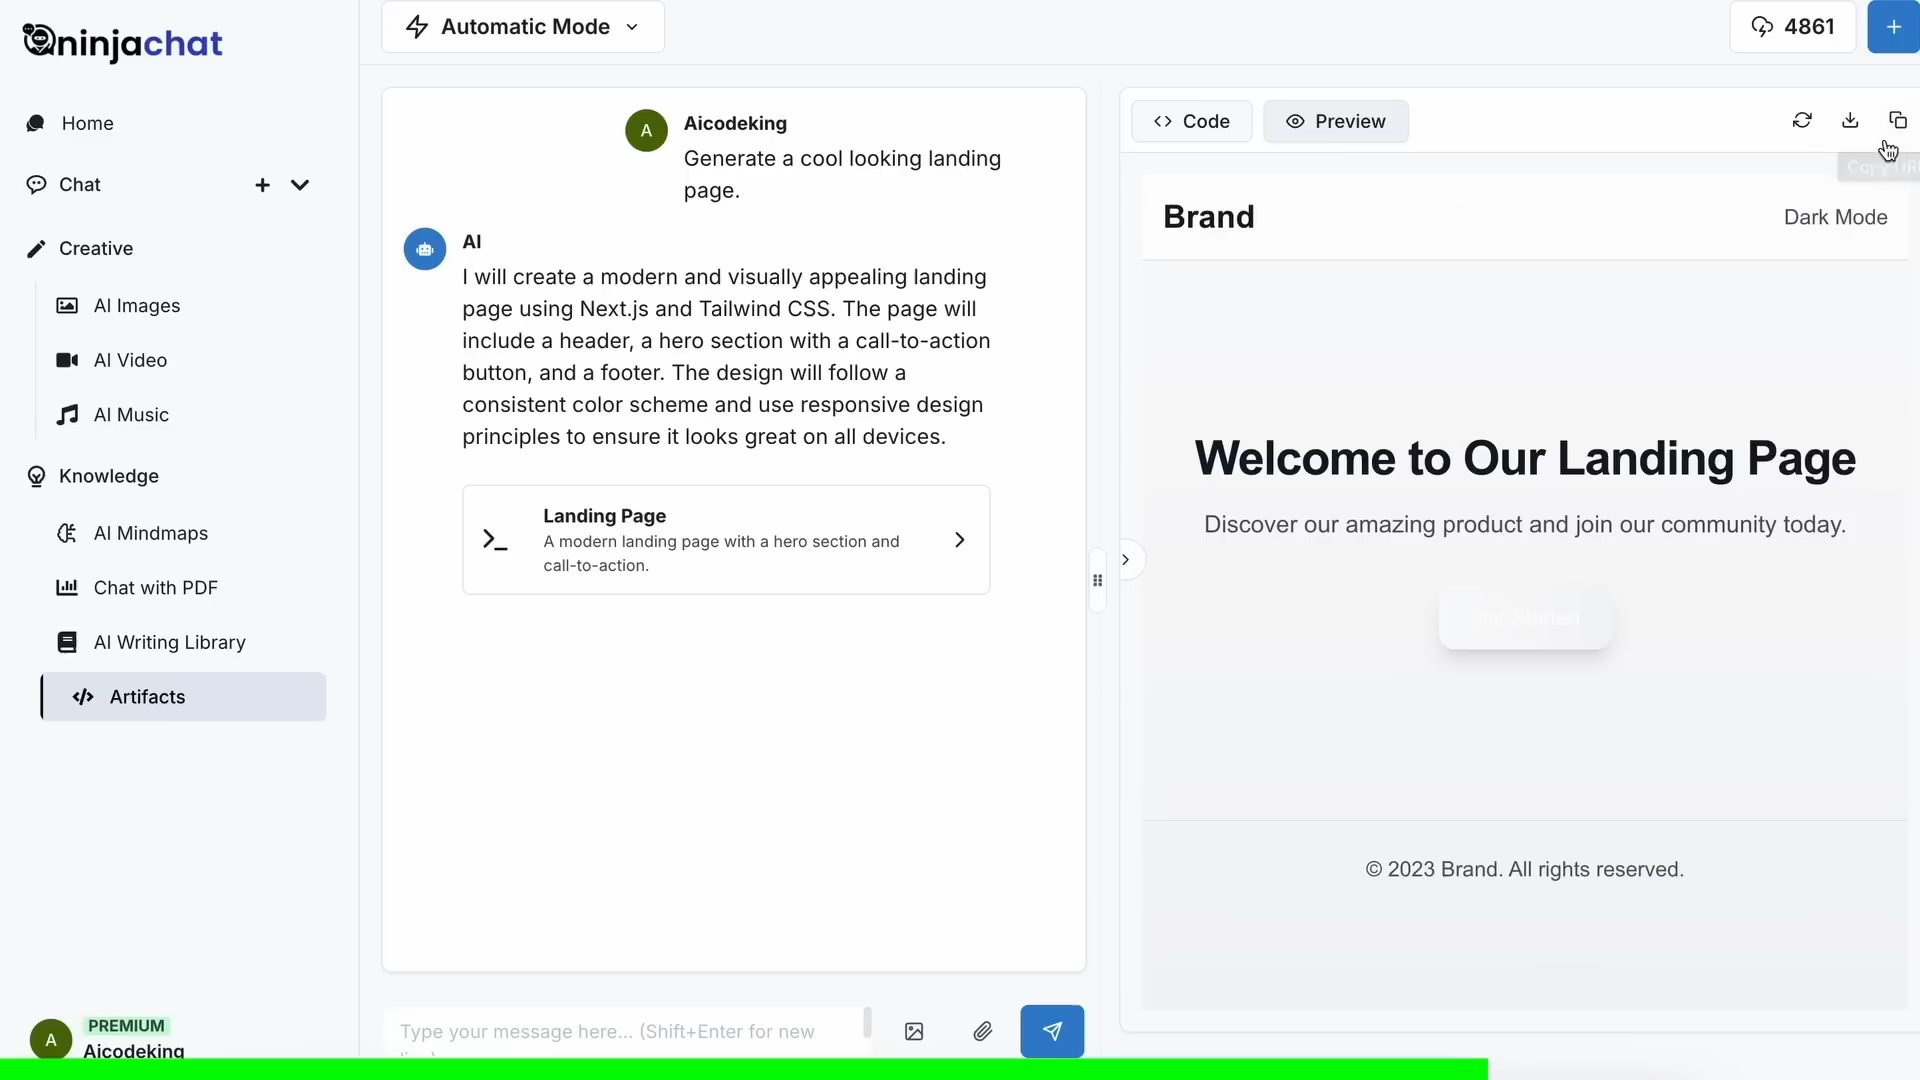 ninjachat
Home
Chat
Creative
AI Images
AI Video
AI Music
Knowledge
AI Mindmaps
Chat with PDF
AI Writing Library
Artifacts
A
PREMIUM
Aicodeking
Automatic Mode
4861
A
Aicodeking
Generate a cool looking landing
page.
AI
I will create a modern and visually appealing landing
page using Next.js and Tailwind CSS. The page will
include a header, a hero section with a call-to-action
button, and a footer. The design will follow a
consistent color scheme and use responsive design
principles to ensure it looks great on all devices.
Landing Page
A modern landing page with a hero section and
call-to-action.
Type your message here... (Shift+Enter for new
Code
Preview
Brand
Dark Mode
Welcome to Our Landing Page
Discover our amazing product and join our community today.
Get Started
© 2023 Brand. All rights reserved.